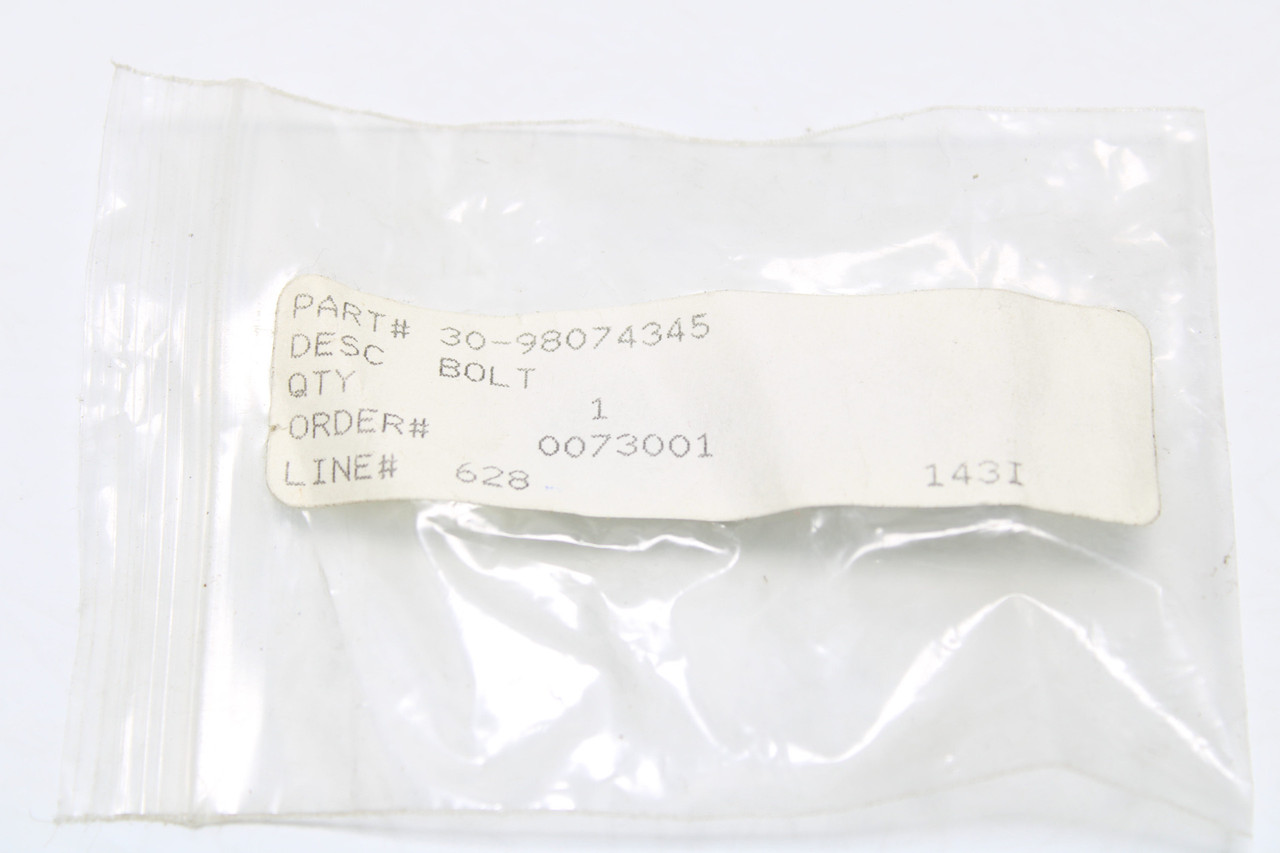 PART# 30-98074345
DESC BOLT
QTY 1
ORDER# 0073001
LINE# 628 143I